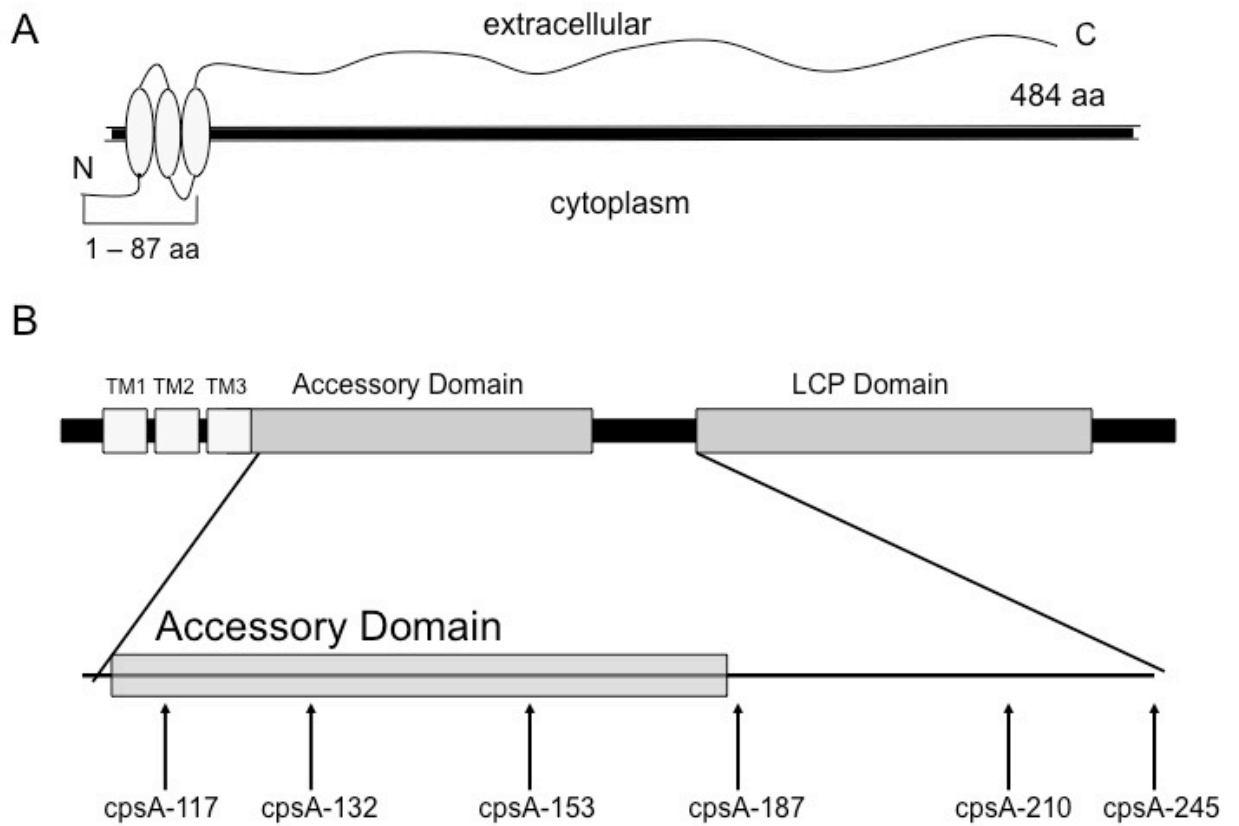 A
extracellular
C
484 aa
N
cytoplasm
1 – 87 aa
B
TM1 TM2 TM3 Accessory Domain LCP Domain
Accessory Domain
cpsA-117 cpsA-132 cpsA-153 cpsA-187 cpsA-210 cpsA-245